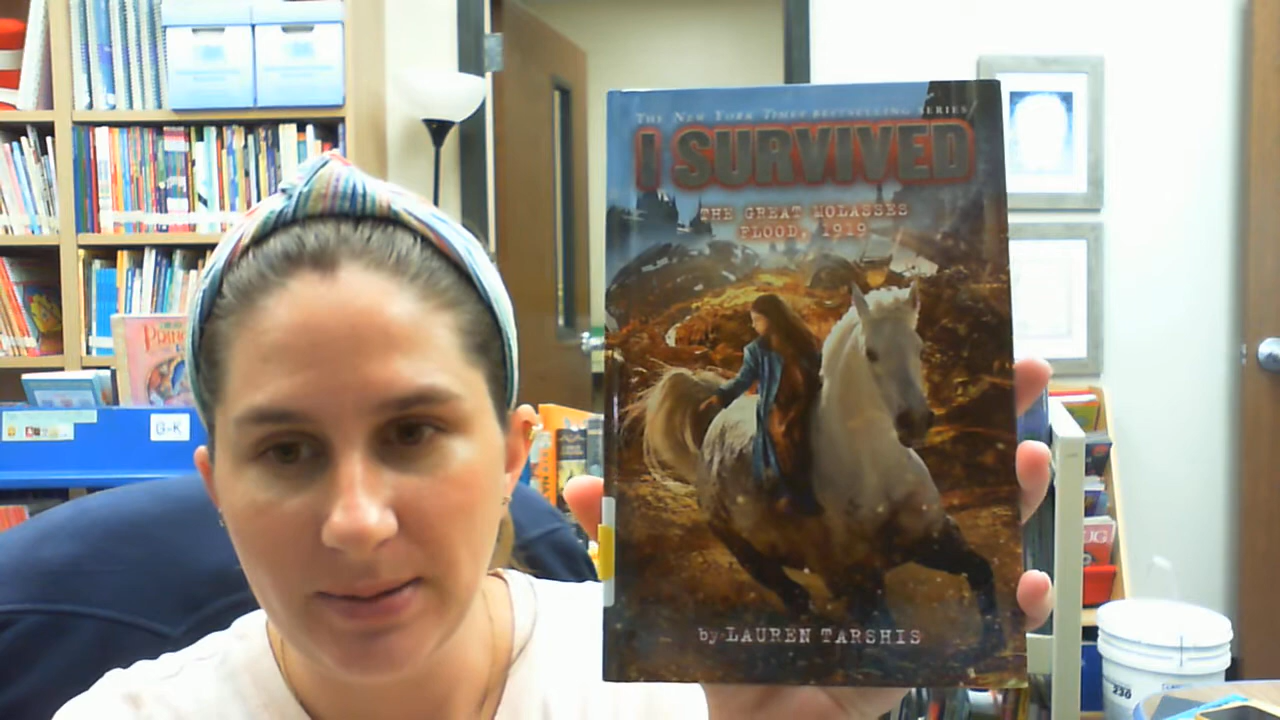 THE NEW YORK TIMES BESTSELLING SERIES
I SURVIVED
THE GREAT MOLASSES
FLOOD, 1919
by LAUREN TARSHIS
G-K
230